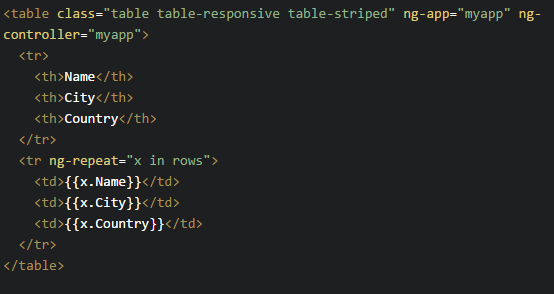 <table class="table table-responsive table-striped" ng-app="myapp" ng-
controller="myapp">
  <tr>
    <th>Name</th>
    <th>City</th>
    <th>Country</th>
  </tr>
  <tr ng-repeat="x in rows">
    <td>{{x.Name}}</td>
    <td>{{x.City}}</td>
    <td>{{x.Country}}</td>
  </tr>
</table>